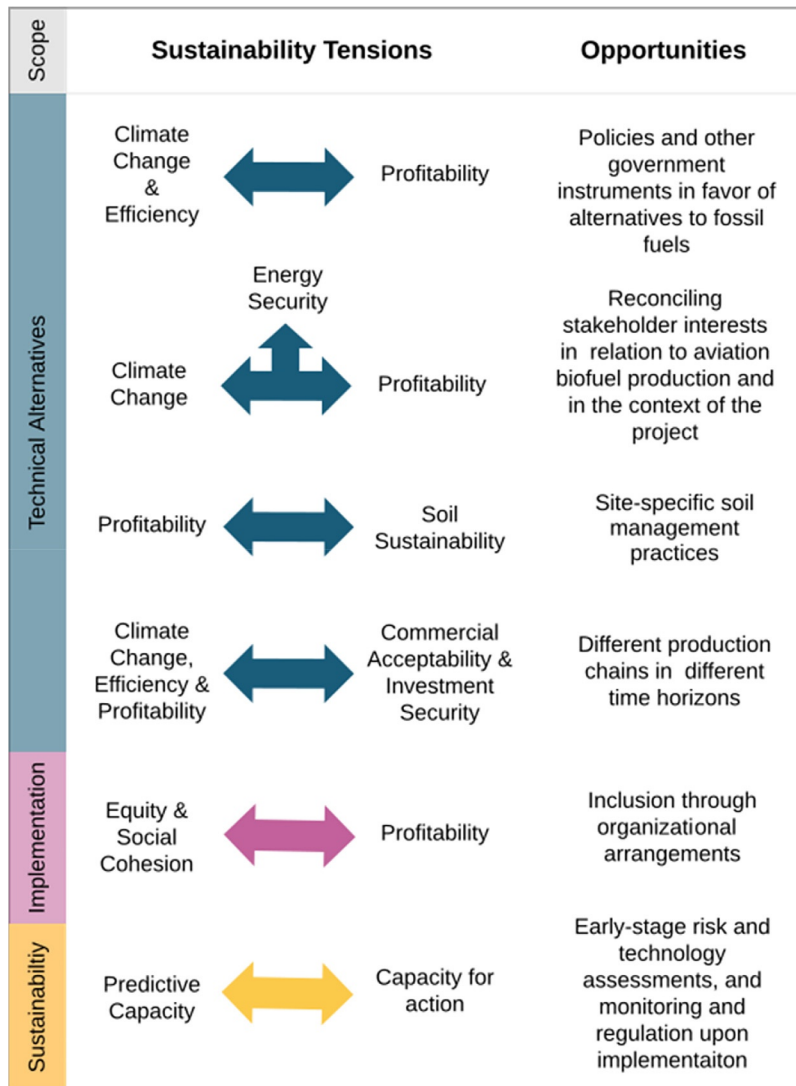 Scope
Sustainability Tensions
Opportunities
Technical Alternatives
Climate
Change
&
Efficiency
Profitability
Policies and other
government
instruments in favor of
alternatives to fossil
fuels
Energy
Security
Climate
Change
Profitability
Reconciling
stakeholder interests
in relation to aviation
biofuel production and
in the context of the
project
Profitability
Soil
Sustainability
Site-specific soil
management
practices
Climate
Change,
Efficiency &
Profitability
Commercial
Acceptability &
Investment
Security
Different production
chains in different
time horizons
Implementation
Equity &
Social
Cohesion
Profitability
Inclusion through
organizational
arrangements
Sustainabiltiy
Predictive
Capacity
Capacity for
action
Early-stage risk and
technology
assessments, and
monitoring and
regulation upon
implementaiton